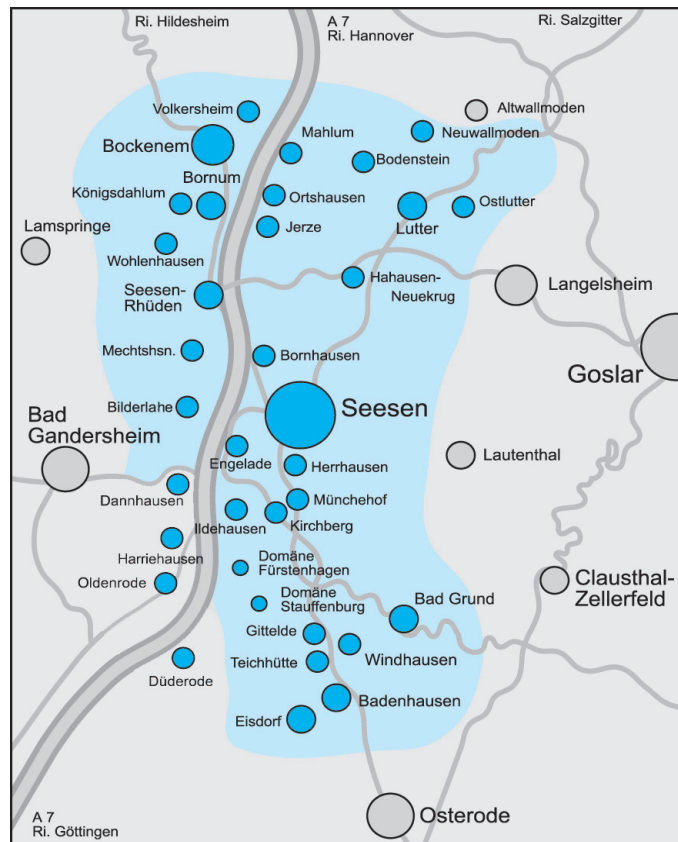 Ri. Hildesheim
A 7
Ri. Hannover
Ri. Salzgitter
Volkersheim
Altwallmoden
Neuwallmoden
Mahlum
Bockenem
Bodenstein
Bornum
Königsdahlum
Ortshausen
Ostlutter
Lamspringe
Lutter
Jerze
Wohlenhausen
Hahausen-
Neuekrug
Langelsheim
Seesen-
Rhüden
Mechtshsn.
Bornhausen
Goslar
Bilderlahe
Seesen
Bad
Gandersheim
Engelade
Herrhausen
Lautenthal
Dannhausen
Münchehof
Ildehausen
Kirchberg
Harriehausen
Domäne
Fürstenhagen
Oldenrode
Domäne
Stauffenburg
Bad Grund
Clausthal-
Zellerfeld
Gittelde
Windhausen
Teichhütte
Düderode
Badenhausen
Eisdorf
Osterode
A 7
Ri. Göttingen